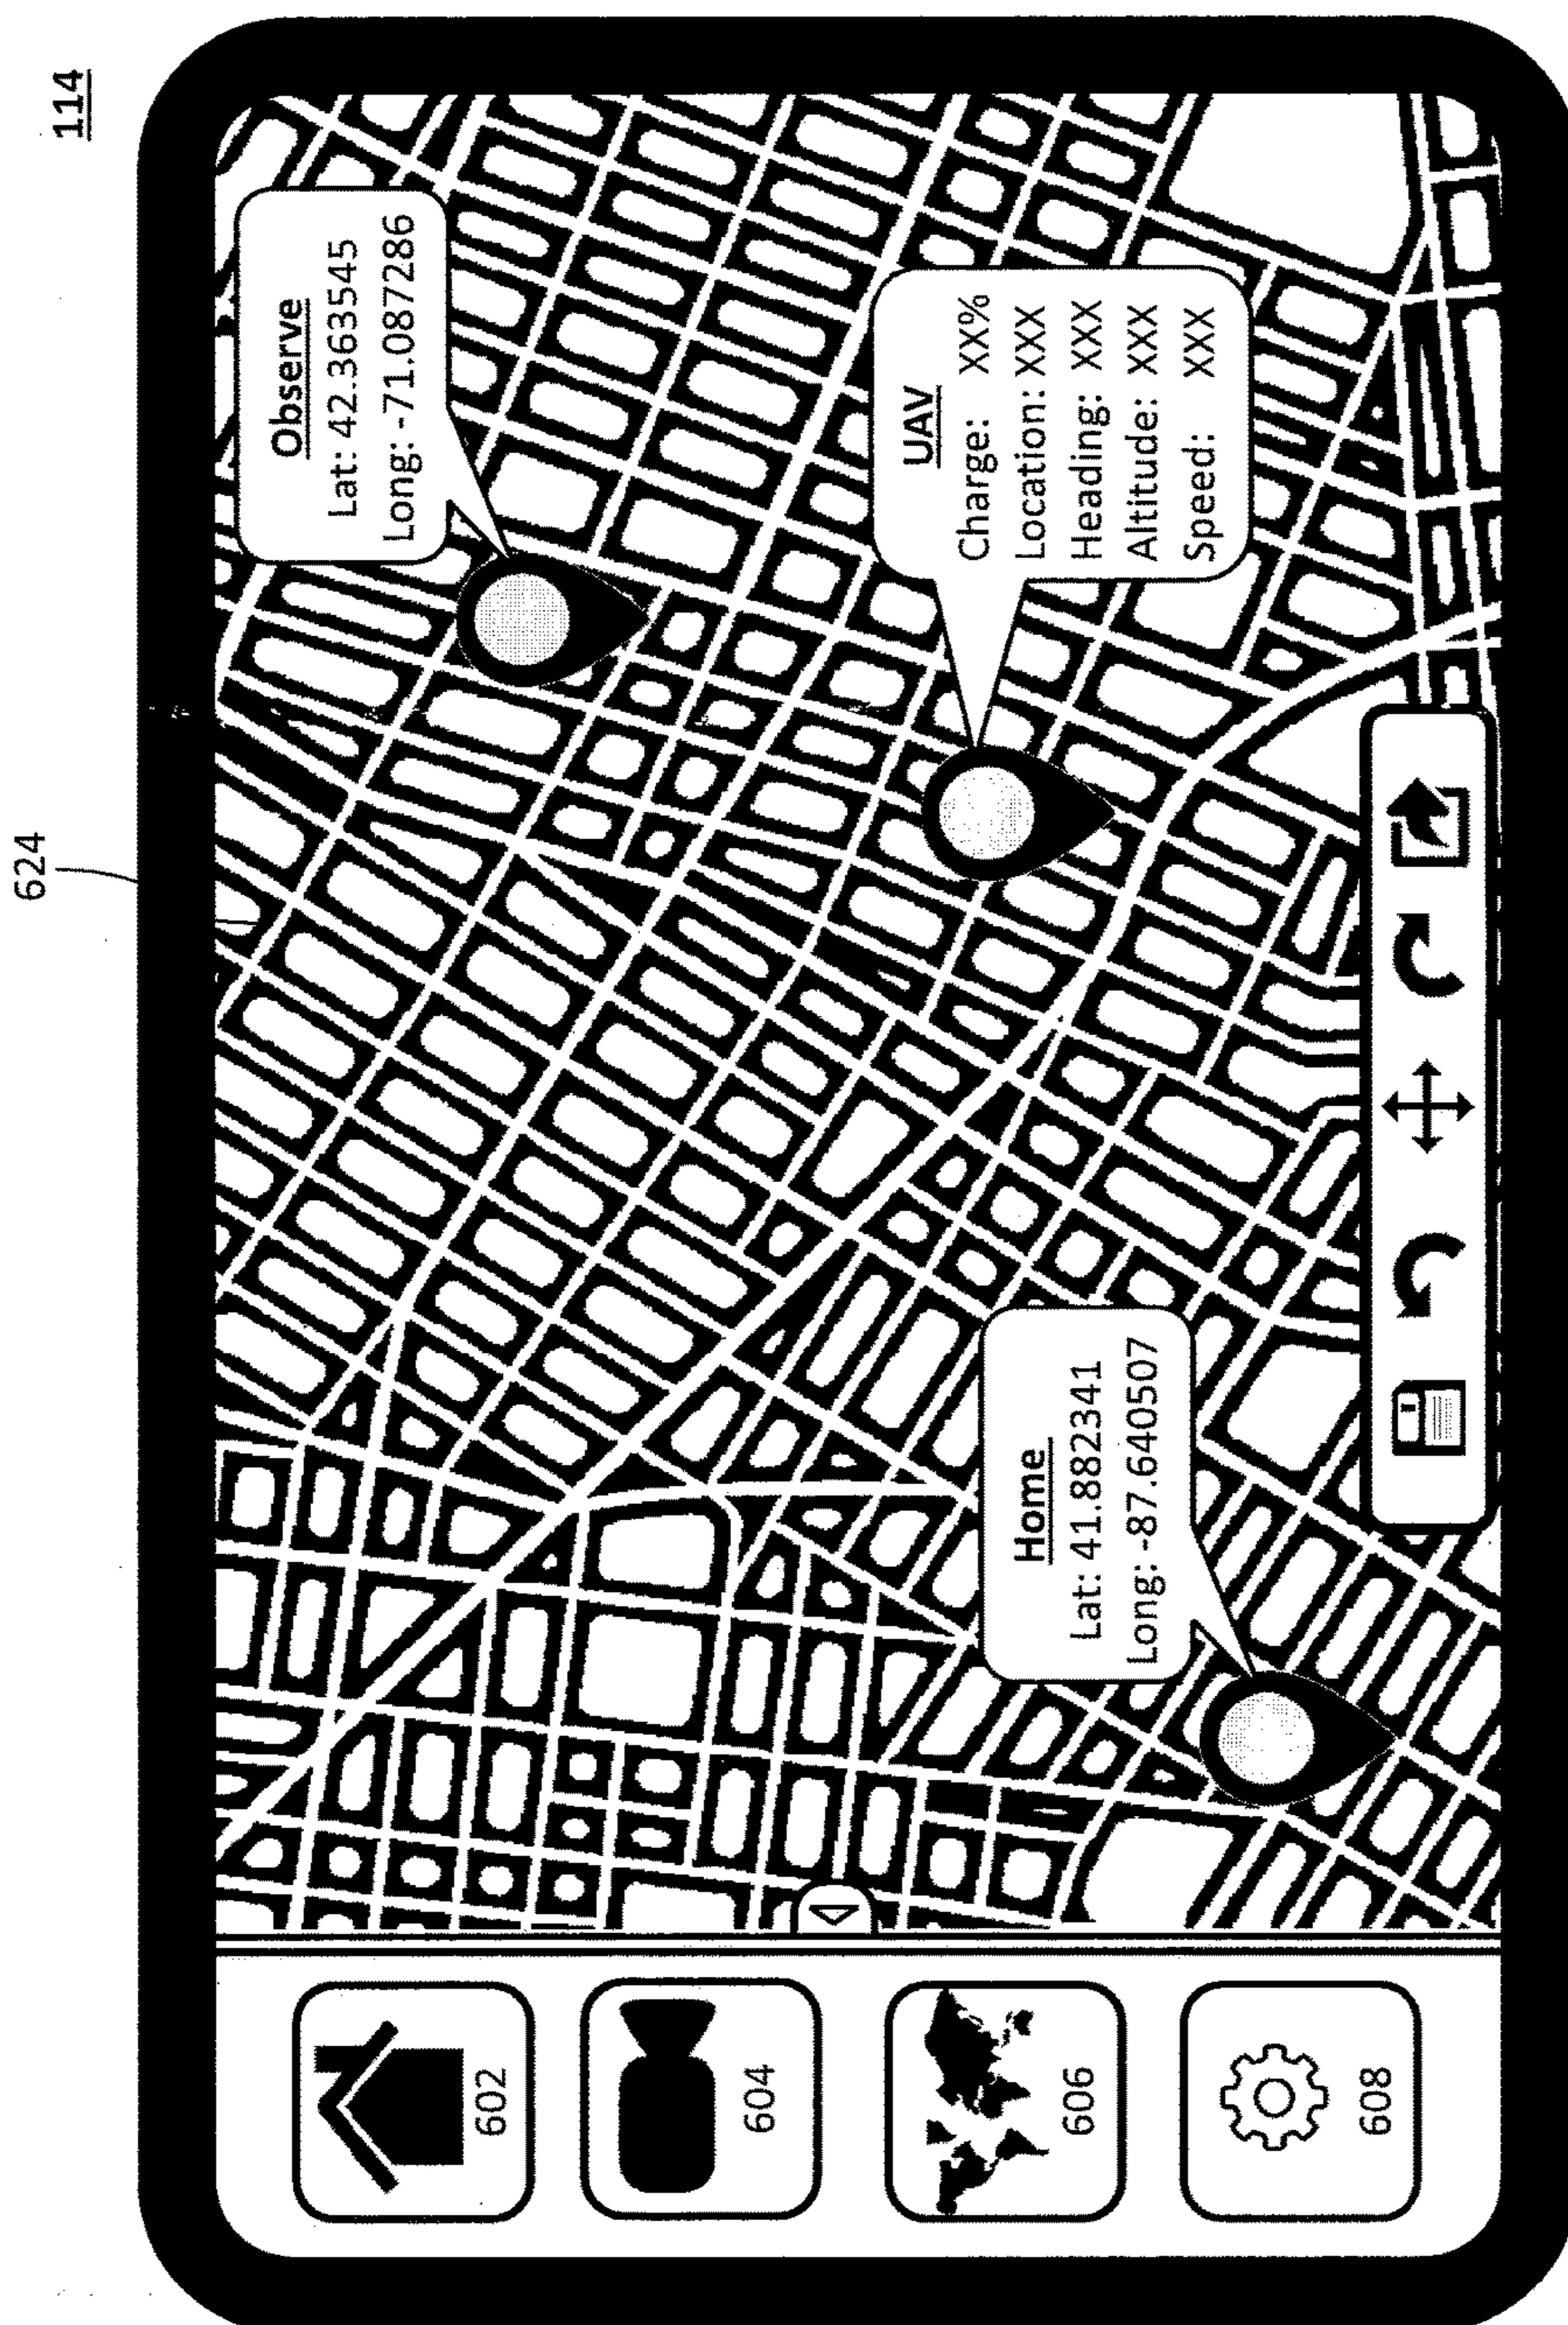 114
624
Observe
Lat: 42.363545
Long: -71.087286
UAV
Charge: XX%
Location: XXX
Heading: XXX
Altitude: XXX
Speed: XXX
Home
Lat: 41.882341
Long: -87.640507
602
604
606
608